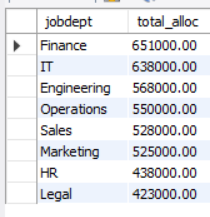 jobdept total_alloc
Finance 651000.00
IT 638000.00
Engineering 568000.00
Operations 550000.00
Sales 528000.00
Marketing 525000.00
HR 438000.00
Legal 423000.00